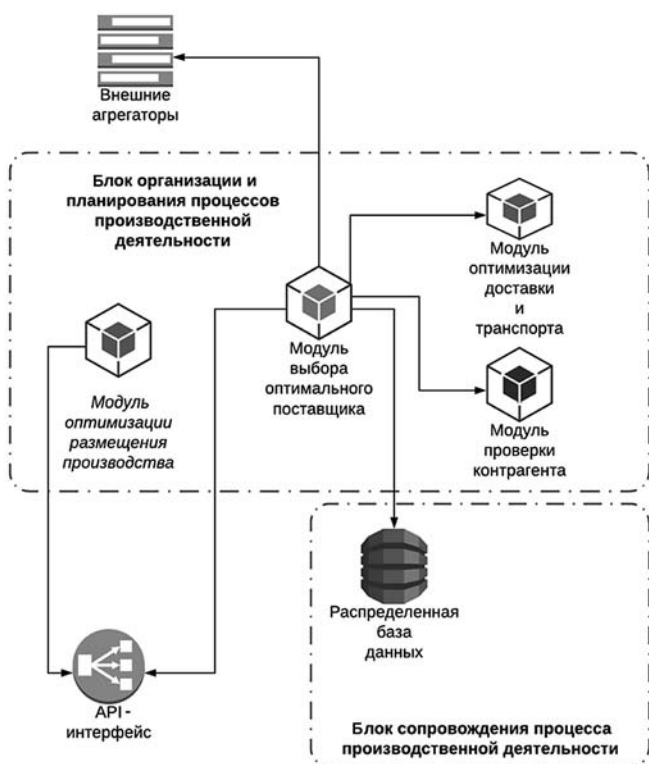 Внешние
агрегаторы
Блок организации и
планирования процессов
производственной
деятельности
Модуль
оптимизации
доставки
и
транспорта
Модуль
выбора
оптимального
поставщика
Модуль
оптимизации
размещения
производства
Модуль
проверки
контрагента
Распределенная
база
данных
API -
интерфейс
Блок сопровождения процесса
производственной деятельности